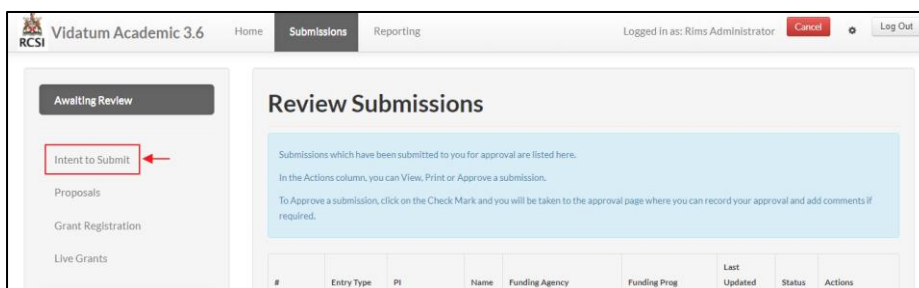 RCSI Vidatum Academic 3.6 Home Submissions Reporting Logged in as: Rims Administrator Cancel Log Out
Awaiting Review
Intent to Submit
Proposals
Grant Registration
Live Grants
Review Submissions
Submissions which have been submitted to you for approval are listed here.
In the Actions column, you can View, Print or Approve a submission.
To Approve a submission, click on the Check Mark and you will be taken to the approval page where you can record your approval and add comments if
required.
# Entry Type PI Name Funding Agency Funding Prog Last Updated Status Actions